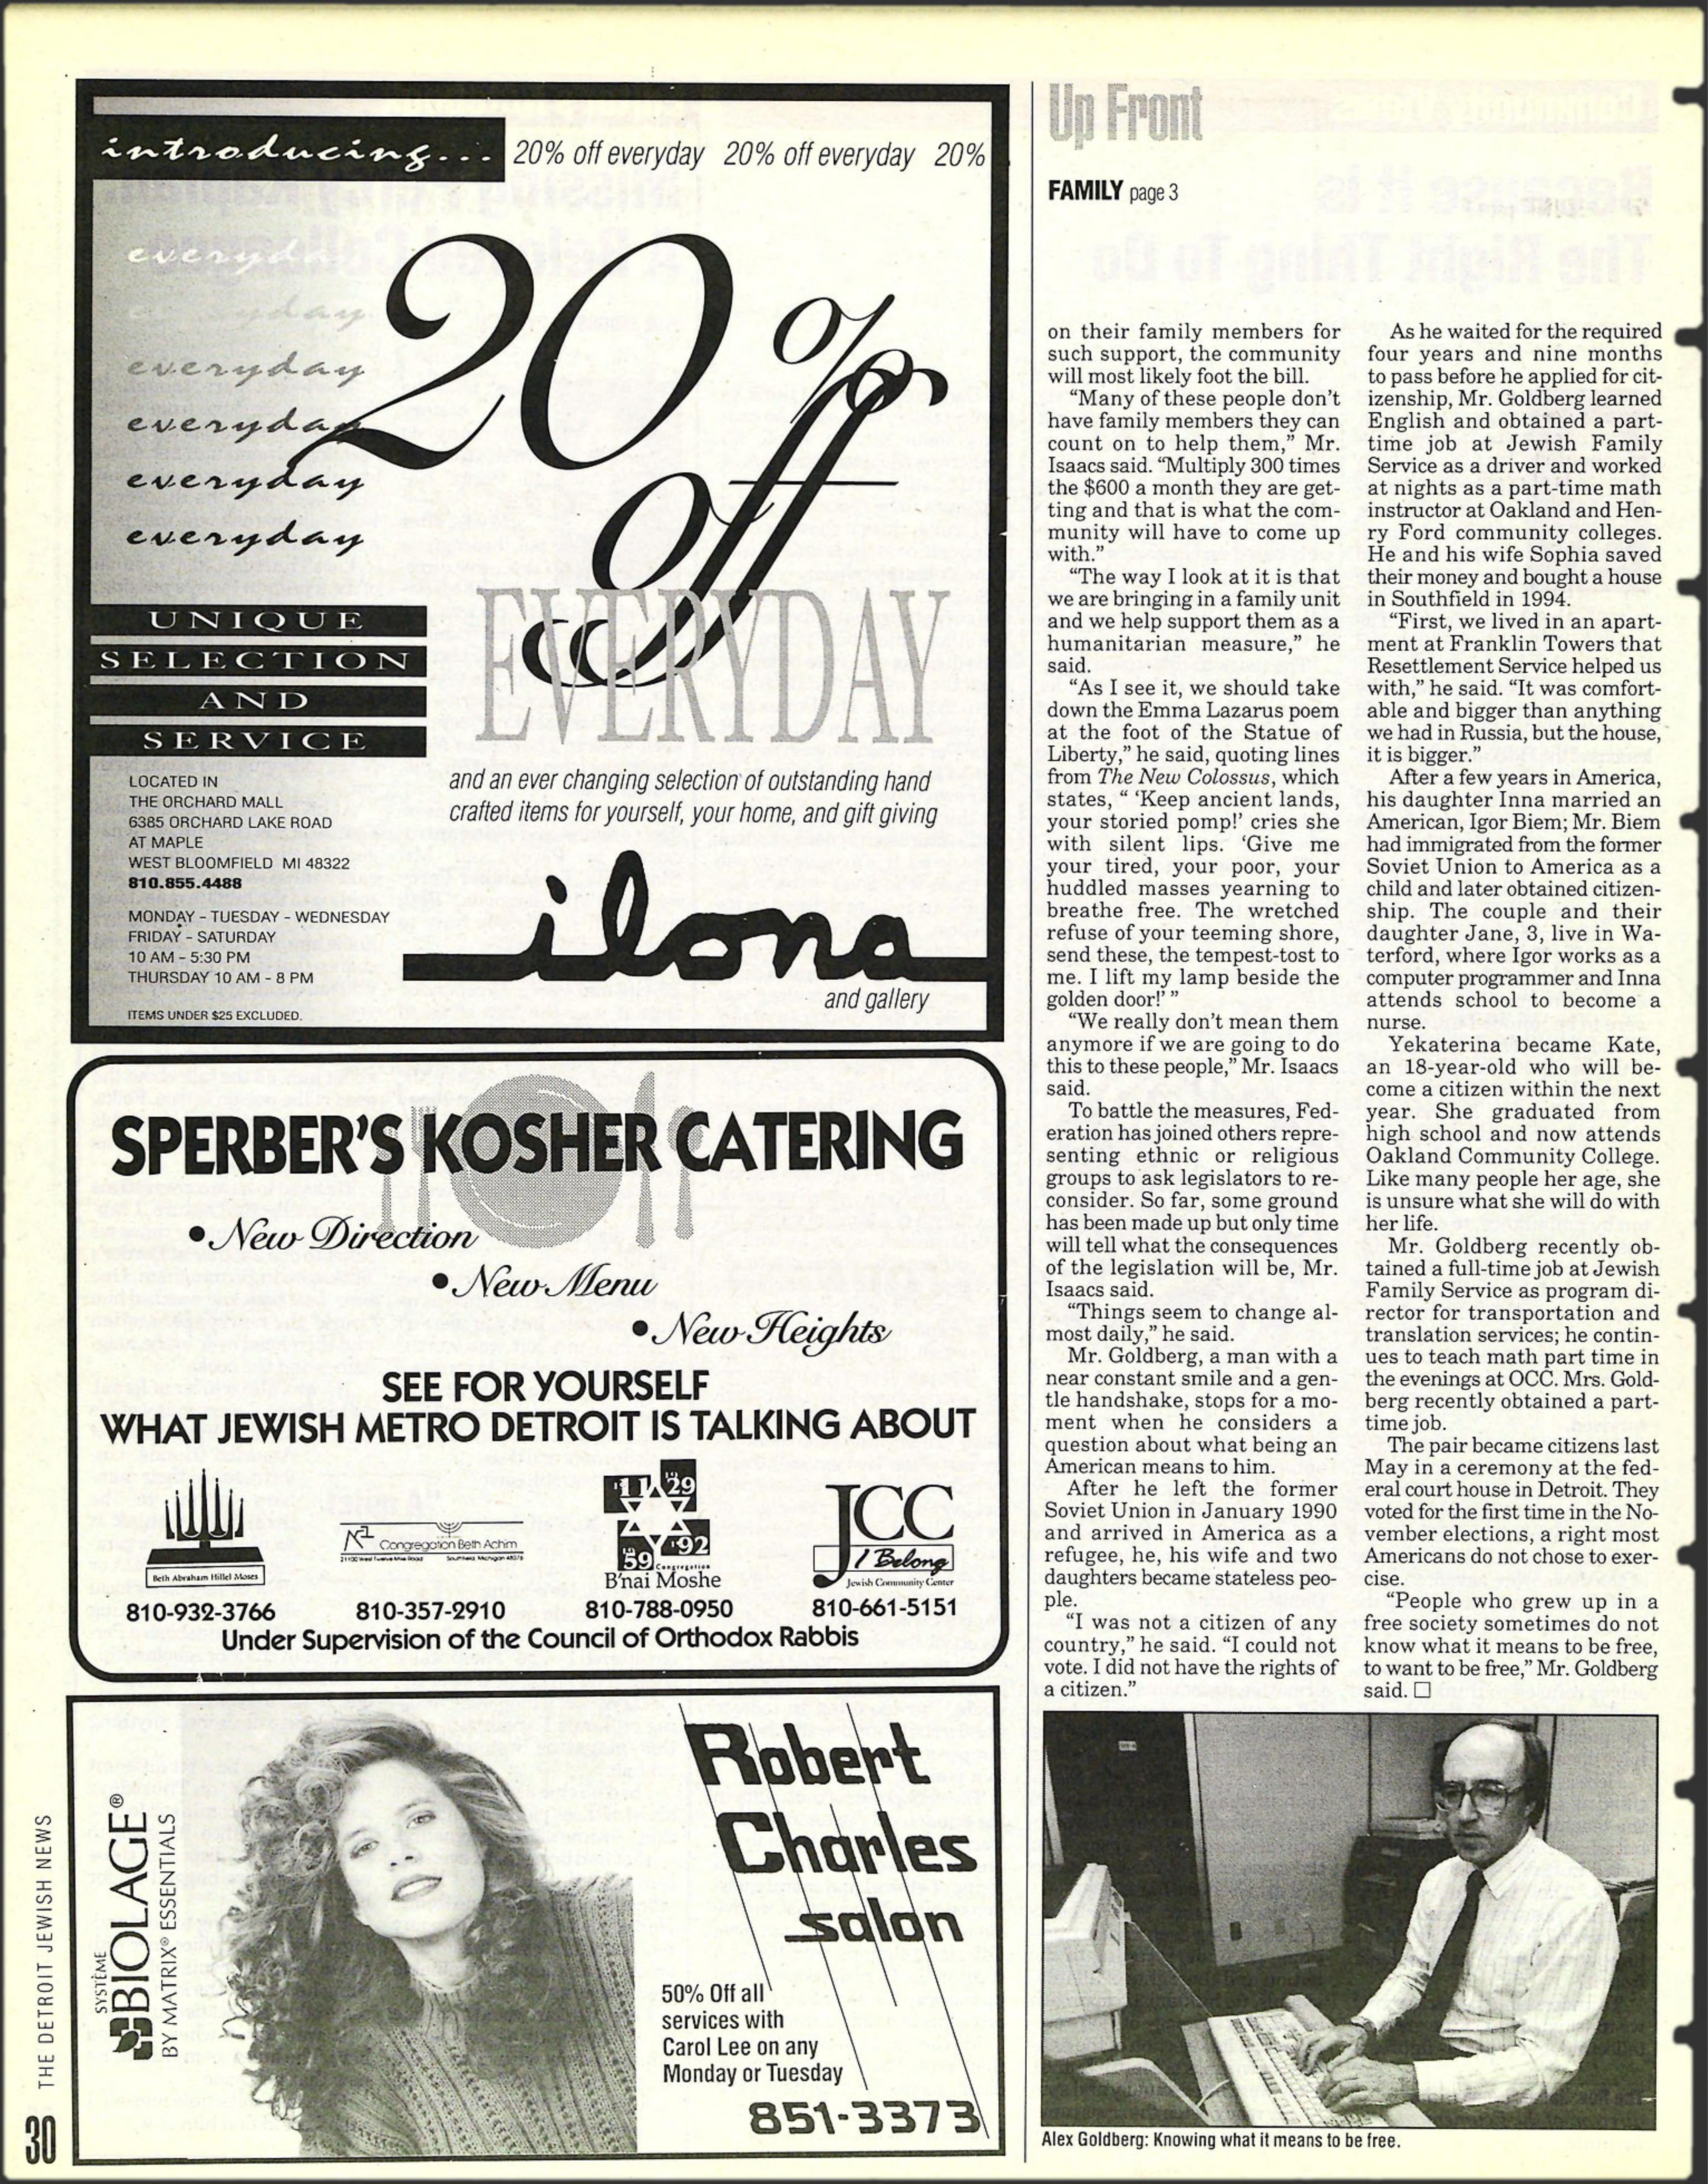 introducing... 20% off everyday 20% off everyday 20%
everyday
everyday
everyday
everyday
everyday
everyday
20%
off
EVERYDAY
UNIQUE
SELECTION
AND
SERVICE
LOCATED IN
THE ORCHARD MALL
6385 ORCHARD LAKE ROAD
AT MAPLE
WEST BLOOMFIELD MI 48322
810.855.4488
MONDAY - TUESDAY - WEDNESDAY
FRIDAY - SATURDAY
10 AM - 5:30 PM
THURSDAY 10 AM - 8 PM
ITEMS UNDER $25 EXCLUDED.
and an ever changing selection of outstanding hand
crafted items for yourself, your home, and gift giving
ilona
and gallery
SPERBER'S KOSHER CATERING
• New Direction
• New Menu
• New Heights
SEE FOR YOURSELF
WHAT JEWISH METRO DETROIT IS TALKING ABOUT
Beth Abraham Hillel Moses
810-932-3766
Congregation Beth Achim
21100 West Twelve Mile Road Southfield, Michigan 48076
810-357-2910
'11 '29
'59 '92
Congregation
B'nai Moshe
810-788-0950
JCC
I Belong
Jewish Community Center
810-661-5151
Under Supervision of the Council of Orthodox Rabbis
SYSTÈME
BIOLAGE®
BY MATRIX® ESSENTIALS
Robert
Charles
salon
50% Off all
services with
Carol Lee on any
Monday or Tuesday
851-3373
THE DETROIT JEWISH NEWS
30
Up Front
FAMILY page 3
on their family members for
such support, the community
will most likely foot the bill.
"Many of these people don't
have family members they can
count on to help them," Mr.
Isaacs said. "Multiply 300 times
the $600 a month they are get-
ting and that is what the com-
munity will have to come up
with."
"The way I look at it is that
we are bringing in a family unit
and we help support them as a
humanitarian measure," he
said.
"As I see it, we should take
down the Emma Lazarus poem
at the foot of the Statue of
Liberty," he said, quoting lines
from The New Colossus, which
states, " 'Keep ancient lands,
your storied pomp!' cries she
with silent lips. 'Give me
your tired, your poor, your
huddled masses yearning to
breathe free. The wretched
refuse of your teeming shore,
send these, the tempest-tost to
me. I lift my lamp beside the
golden door!' "
"We really don't mean them
anymore if we are going to do
this to these people," Mr. Isaacs
said.
To battle the measures, Fed-
eration has joined others repre-
senting ethnic or religious
groups to ask legislators to re-
consider. So far, some ground
has been made up but only time
will tell what the consequences
of the legislation will be, Mr.
Isaacs said.
"Things seem to change al-
most daily," he said.
Mr. Goldberg, a man with a
near constant smile and a gen-
tle handshake, stops for a mo-
ment when he considers a
question about what being an
American means to him.
After he left the former
Soviet Union in January 1990
and arrived in America as a
refugee, he, his wife and two
daughters became stateless peo-
ple.
"I was not a citizen of any
country," he said. "I could not
vote. I did not have the rights of
a citizen."
As he waited for the required
four years and nine months
to pass before he applied for cit-
izenship, Mr. Goldberg learned
English and obtained a part-
time job at Jewish Family
Service as a driver and worked
at nights as a part-time math
instructor at Oakland and Hen-
ry Ford community colleges.
He and his wife Sophia saved
their money and bought a house
in Southfield in 1994.
"First, we lived in an apart-
ment at Franklin Towers that
Resettlement Service helped us
with," he said. "It was comfort-
able and bigger than anything
we had in Russia, but the house,
it is bigger."
After a few years in America,
his daughter Inna married an
American, Igor Biem; Mr. Biem
had immigrated from the former
Soviet Union to America as a
child and later obtained citizen-
ship. The couple and their
daughter Jane, 3, live in Wa-
terford, where Igor works as a
computer programmer and Inna
attends school to become a
nurse.
Yekaterina became Kate,
an 18-year-old who will be-
come a citizen within the next
year. She graduated from
high school and now attends
Oakland Community College.
Like many people her age, she
is unsure what she will do with
her life.
Mr. Goldberg recently ob-
tained a full-time job at Jewish
Family Service as program di-
rector for transportation and
translation services; he contin-
ues to teach math part time in
the evenings at OCC. Mrs. Gold-
berg recently obtained a part-
time job.
The pair became citizens last
May in a ceremony at the fed-
eral court house in Detroit. They
voted for the first time in the No-
vember elections, a right most
Americans do not chose to exer-
cise.
"People who grew up in a
free society sometimes do not
know what it means to be free,
to want to be free," Mr. Goldberg
said. □
Alex Goldberg: Knowing what it means to be free.